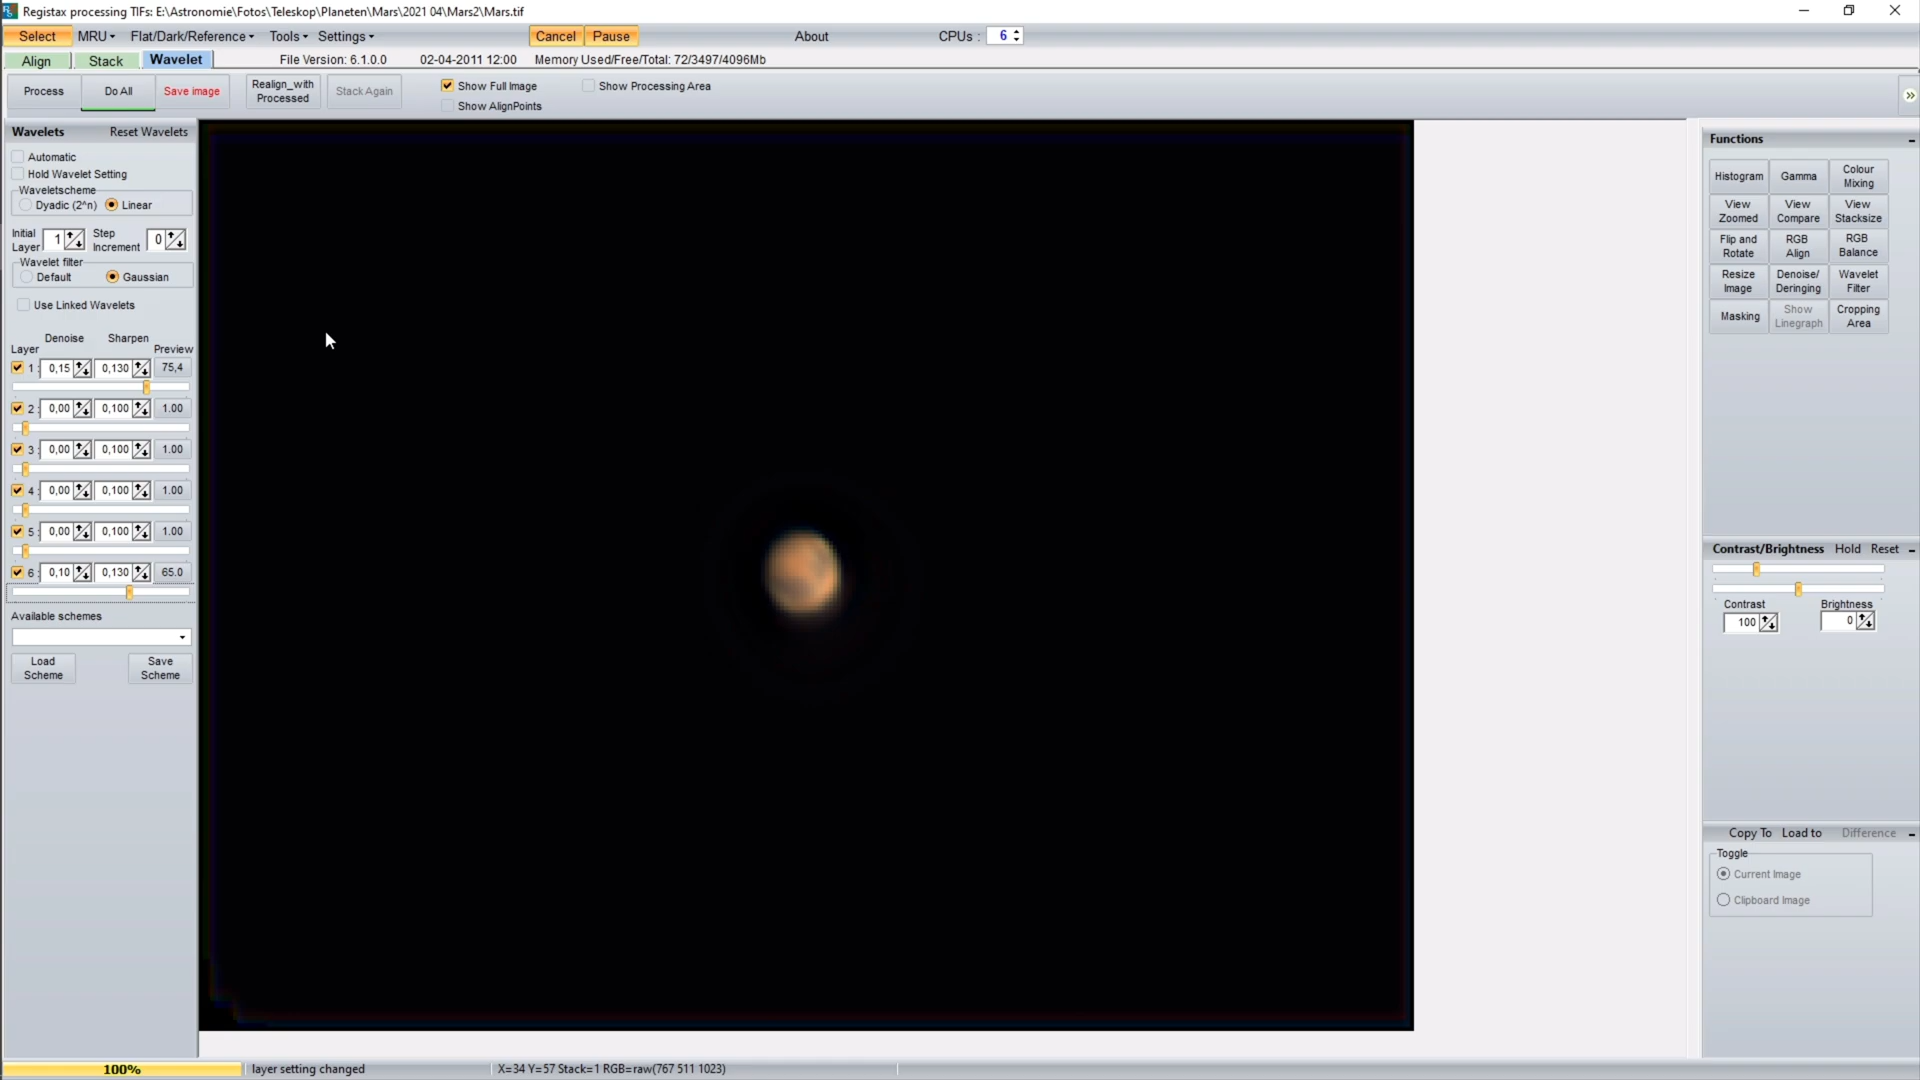 Registax processing TIFs: E:\Astronomie\Fotos\Teleskop\Planeten\Mars\2021 04\Mars2\Mars.tif
Select MRU Flat/Dark/Reference Tools Settings Cancel Pause About CPUs : 6
Align Stack Wavelet File Version: 6.1.0.0 02-04-2011 12:00 Memory Used/Free/Total: 72/3497/4096Mb
Process Do All Save image Realign_with Processed Stack Again
Show Full Image Show Processing Area
Show AlignPoints
Wavelets Reset Wavelets
Automatic
Hold Wavelet Setting
Waveletscheme
Dyadic (2^n) Linear
Initial Layer 1 Step Increment 0
Wavelet filter
Default Gaussian
Use Linked Wavelets
Denoise Sharpen
Layer Preview
1 : 0,15 0,130 75,4
2 : 0,00 0,100 1.00
3 : 0,00 0,100 1.00
4 : 0,00 0,100 1.00
5 : 0,00 0,100 1.00
6 : 0,10 0,130 65.0
Available schemes
Load Scheme Save Scheme
Functions
Histogram Gamma Colour Mixing
View Zoomed View Compare View Stacksize
Flip and Rotate RGB Align RGB Balance
Resize Image Denoise/ Deringing Wavelet Filter
Masking Show Linegraph Cropping Area
Contrast/Brightness Hold Reset
Contrast Brightness
100 0
Copy To Load to Difference
Toggle
Current Image
Clipboard Image
100% layer setting changed X=34 Y=57 Stack=1 RGB=raw(767 511 1023)